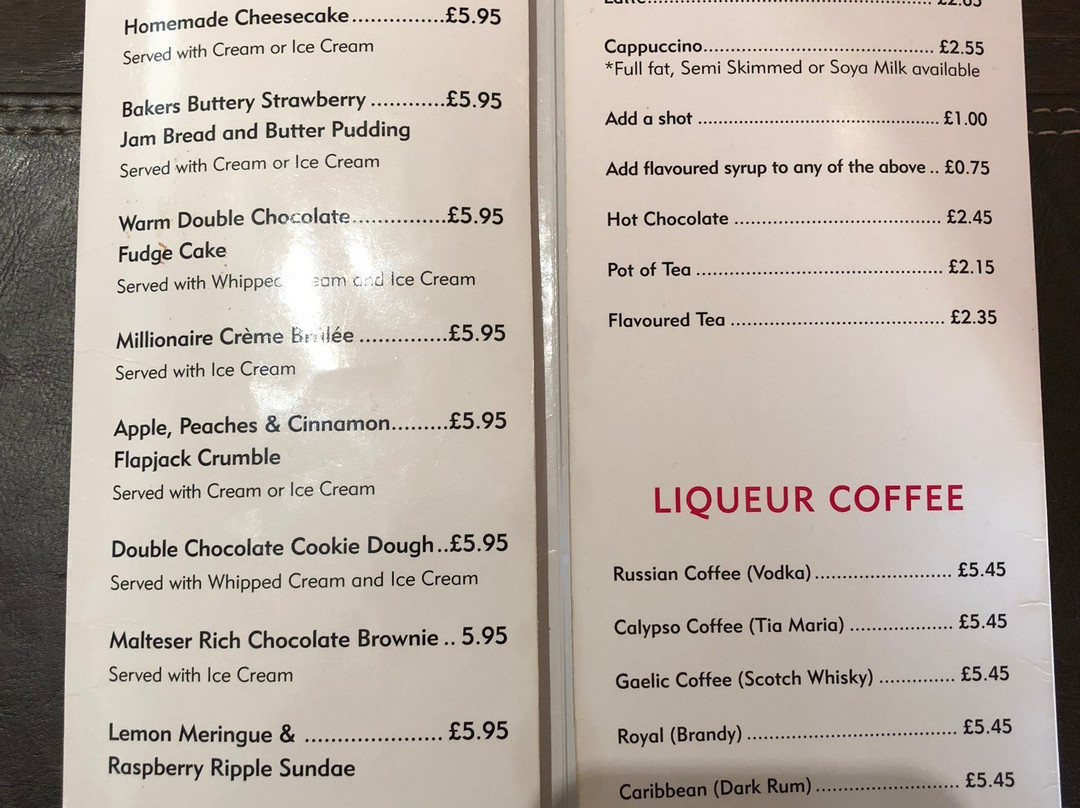 Homemade Cheesecake...............£5.95
Served with Cream or Ice Cream
Bakers Buttery Strawberry ............£5.95
Jam Bread and Butter Pudding
Served with Cream or Ice Cream
Warm Double Chocolate...............£5.95
Fudge Cake
Served with Whipped Cream and Ice Cream
Millionaire Crème Brûlée ..............£5.95
Served with Ice Cream
Apple, Peaches & Cinnamon.........£5.95
Flapjack Crumble
Served with Cream or Ice Cream
Double Chocolate Cookie Dough..£5.95
Served with Whipped Cream and Ice Cream
Malteser Rich Chocolate Brownie .. 5.95
Served with Ice Cream
Lemon Meringue & ...................... £5.95
Raspberry Ripple Sundae
Cappuccino.......................................... £2.55
*Full fat, Semi Skimmed or Soya Milk available
Add a shot ............................................ £1.00
Add flavoured syrup to any of the above .. £0.75
Hot Chocolate ...................................... £2.45
Pot of Tea ............................................. £2.15
Flavoured Tea ....................................... £2.35
LIQUEUR COFFEE
Russian Coffee (Vodka)......................... £5.45
Calypso Coffee (Tia Maria) ................... £5.45
Gaelic Coffee (Scotch Whisky) .............. £5.45
Royal (Brandy) ...................................... £5.45
Caribbean (Dark Rum).......................... £5.45